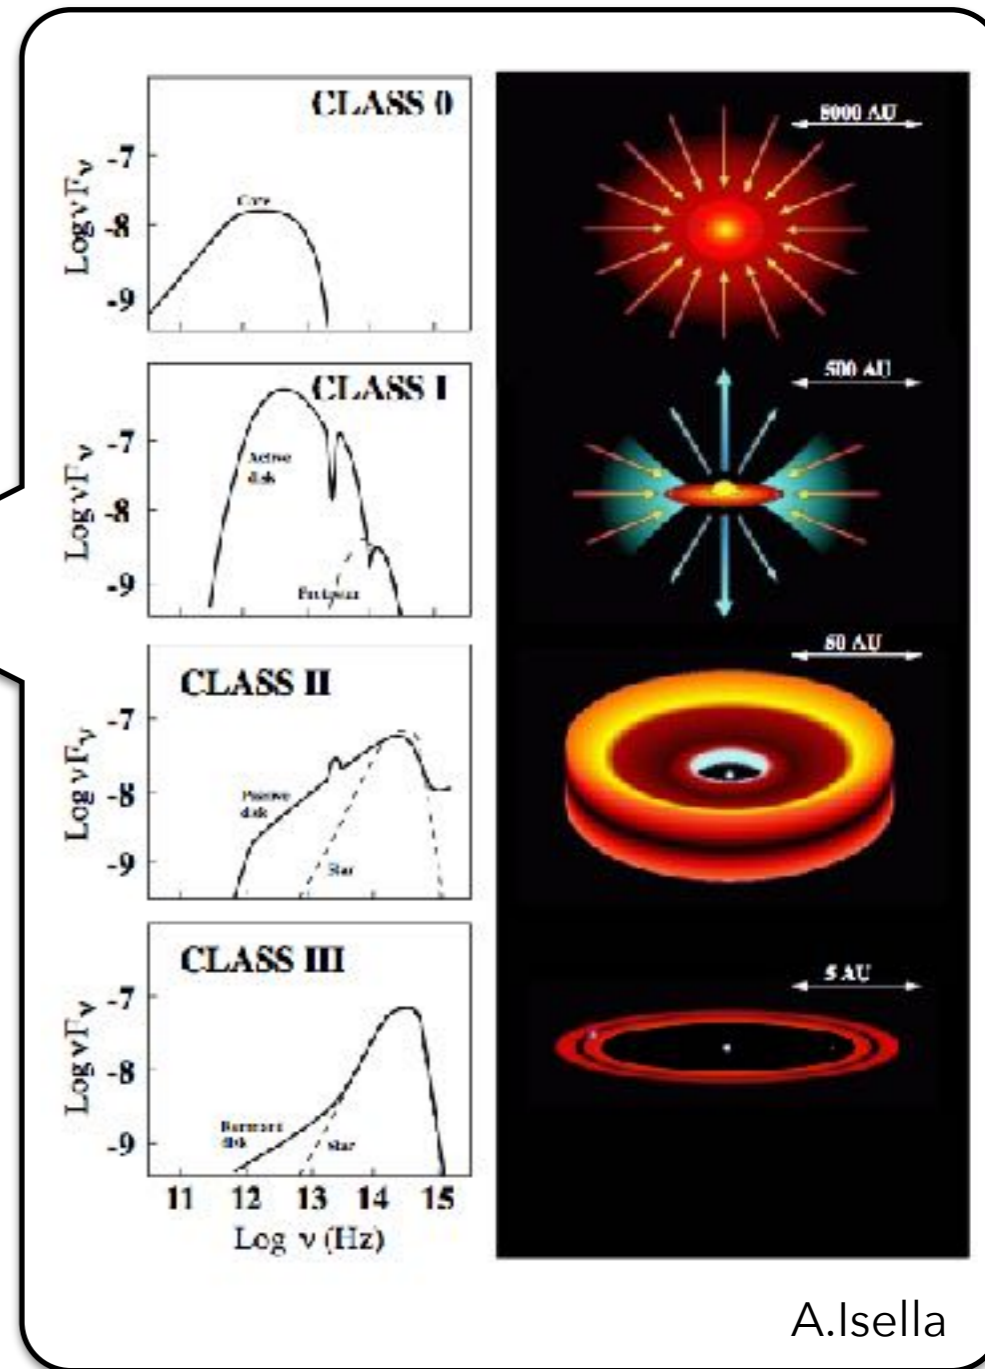 CLASS 0
Log νFν
-7
-8
-9
Core
8000 AU
CLASS I
Log νFν
-7
-8
-9
Active
disk
500 AU
CLASS II
Log νFν
-7
-8
-9
disk
Star
50 AU
CLASS III
Log νFν
-7
-8
-9
disk
Star
5 AU
11 12 13 14 15
Log ν (Hz)
A.Isella